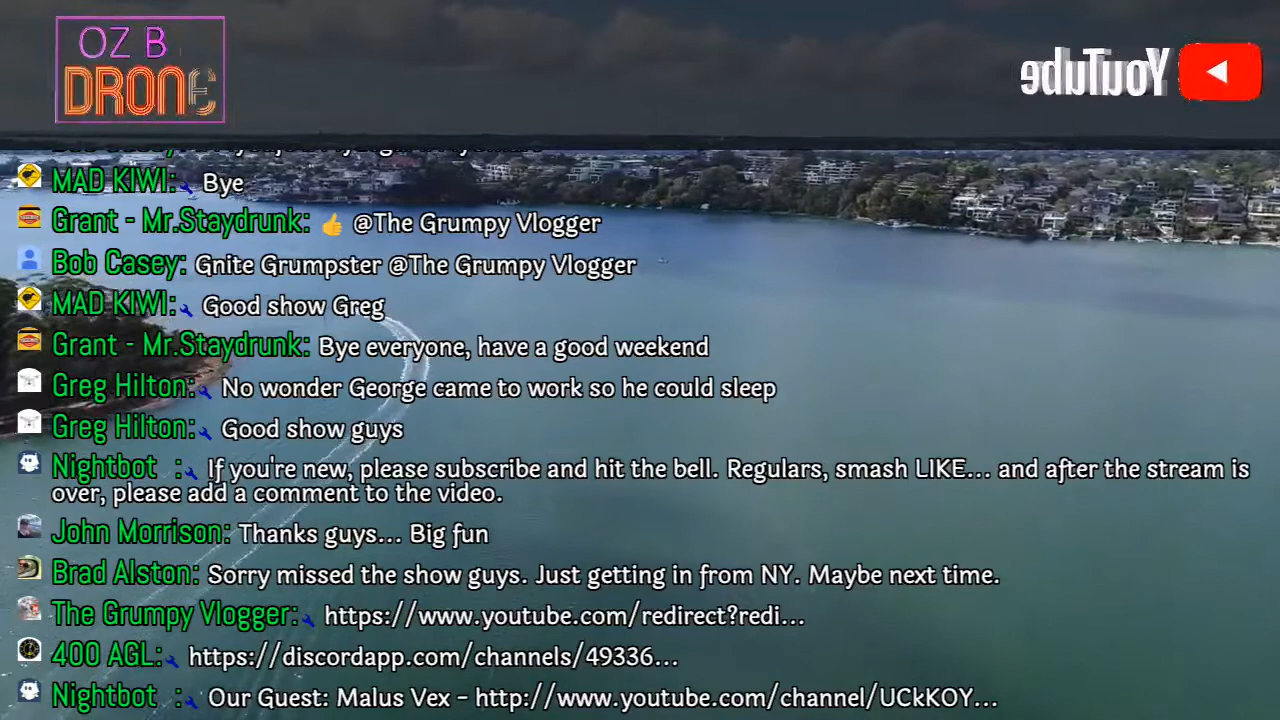 OZ B
DRONE
YouTube
MAD KIWI: Bye
Grant - Mr.Staydrunk: 👍 @The Grumpy Vlogger
Bob Casey: Gnite Grumpster @The Grumpy Vlogger
MAD KIWI: Good show Greg
Grant - Mr.Staydrunk: Bye everyone, have a good weekend
Greg Hilton: No wonder George came to work so he could sleep
Greg Hilton: Good show guys
Nightbot : If you're new, please subscribe and hit the bell. Regulars, smash LIKE... and after the stream is
over, please add a comment to the video.
John Morrison: Thanks guys... Big fun
Brad Alston: Sorry missed the show guys. Just getting in from NY. Maybe next time.
The Grumpy Vlogger: https://www.youtube.com/redirect?redi...
400 AGL: https://discordapp.com/channels/49336...
Nightbot : Our Guest: Malus Vex - http://www.youtube.com/channel/UCkKOY...